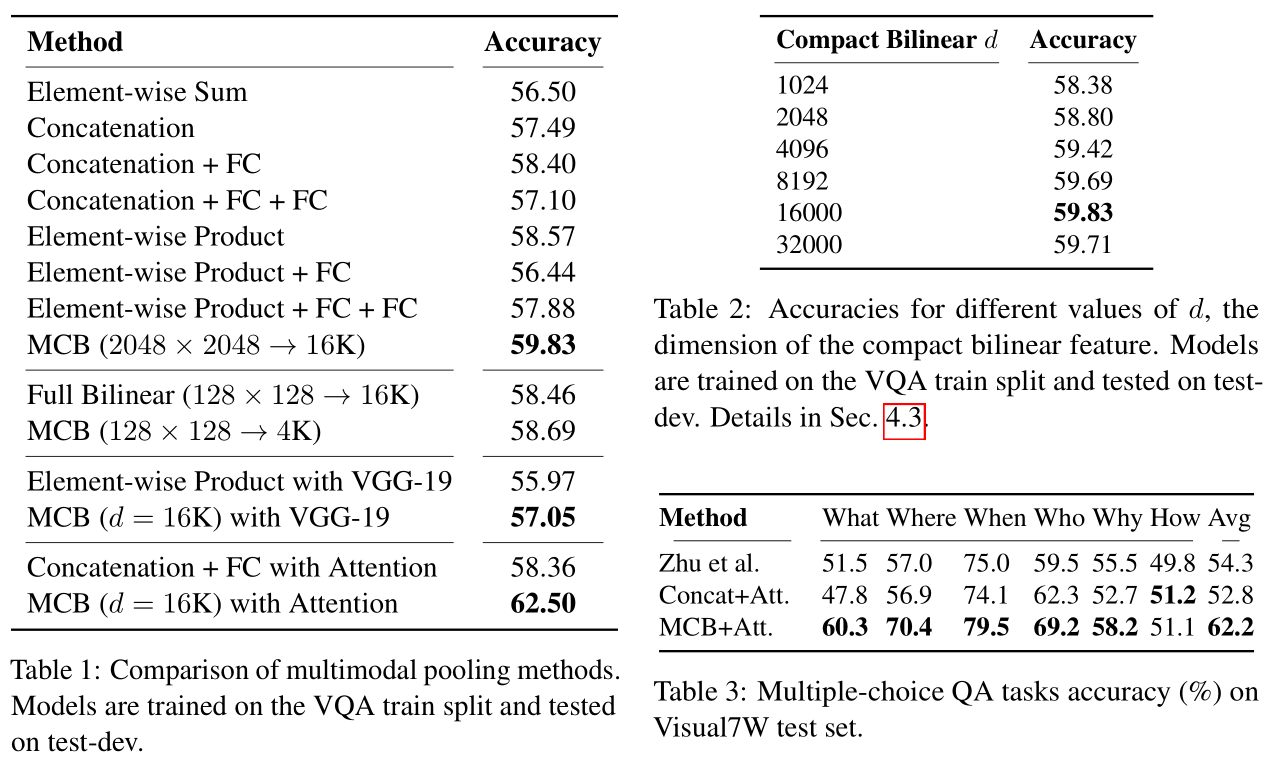 Method Accuracy
Element-wise Sum 56.50
Concatenation 57.49
Concatenation + FC 58.40
Concatenation + FC + FC 57.10
Element-wise Product 58.57
Element-wise Product + FC 56.44
Element-wise Product + FC + FC 57.88
MCB (2048 × 2048 → 16K) 59.83
Full Bilinear (128 × 128 → 16K) 58.46
MCB (128 × 128 → 4K) 58.69
Element-wise Product with VGG-19 55.97
MCB (d = 16K) with VGG-19 57.05
Concatenation + FC with Attention 58.36
MCB (d = 16K) with Attention 62.50
Table 1: Comparison of multimodal pooling methods.
Models are trained on the VQA train split and tested
on test-dev.
Compact Bilinear d Accuracy
1024 58.38
2048 58.80
4096 59.42
8192 59.69
16000 59.83
32000 59.71
Table 2: Accuracies for different values of d, the
dimension of the compact bilinear feature. Models
are trained on the VQA train split and tested on test-
dev. Details in Sec. 4.3.
Method What Where When Who Why How Avg
Zhu et al. 51.5 57.0 75.0 59.5 55.5 49.8 54.3
Concat+Att. 47.8 56.9 74.1 62.3 52.7 51.2 52.8
MCB+Att. 60.3 70.4 79.5 69.2 58.2 51.1 62.2
Table 3: Multiple-choice QA tasks accuracy (%) on
Visual7W test set.